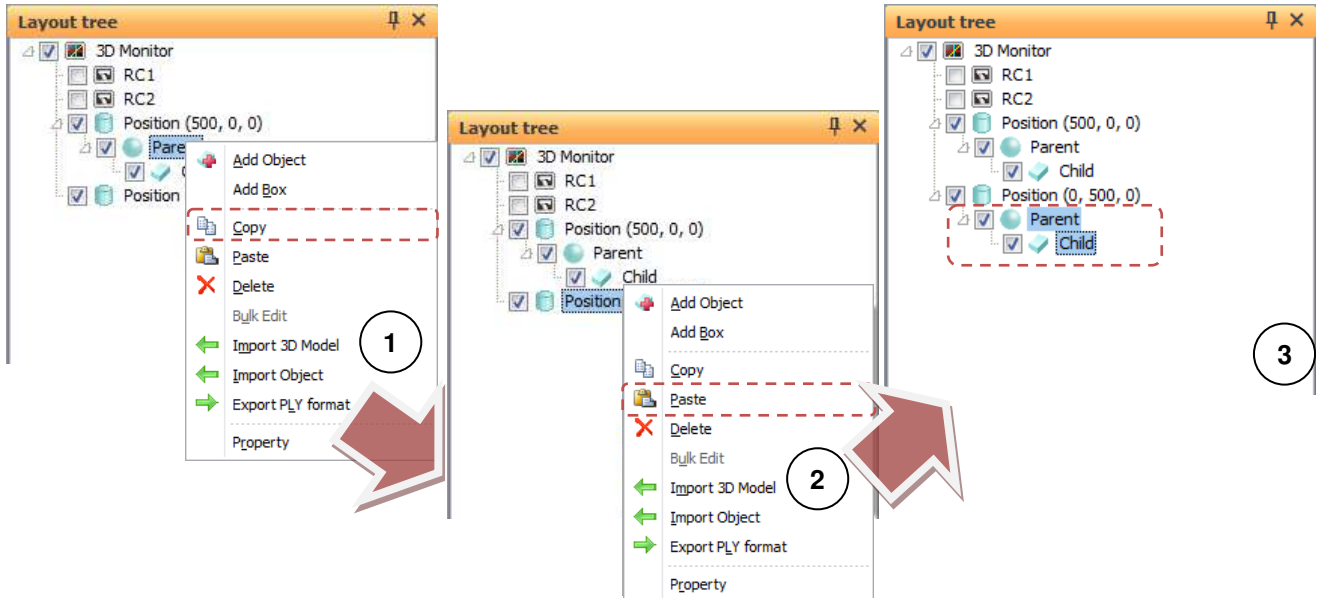 Layout tree
3D Monitor
RC1
RC2
Position (500, 0, 0)
Pare
Position
Add Object
Add Box
Copy
Paste
Delete
Bulk Edit
Import 3D Model
Import Object
Export PLY format
Property
1
Layout tree
3D Monitor
RC1
RC2
Position (500, 0, 0)
Parent
Child
Position
Add Object
Add Box
Copy
Paste
Delete
Bulk Edit
Import 3D Model
Import Object
Export PLY format
Property
2
Layout tree
3D Monitor
RC1
RC2
Position (500, 0, 0)
Parent
Child
Position (0, 500, 0)
Parent
Child
3